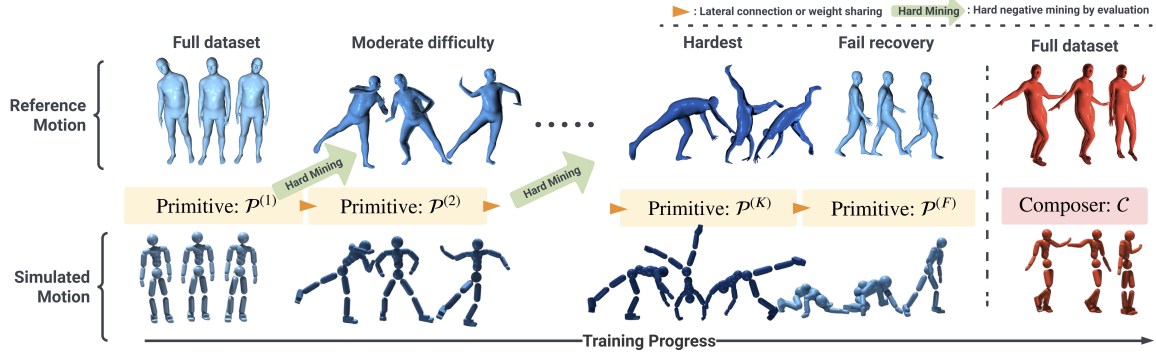 : Lateral connection or weight sharing
Hard Mining
: Hard negative mining by evaluation
Full dataset
Moderate difficulty
Hardest
Fail recovery
Full dataset
Reference
Motion
Hard Mining
Hard Mining
Primitive: 𝒫⁽¹⁾
Primitive: 𝒫⁽²⁾
Primitive: 𝒫⁽ᴷ⁾
Primitive: 𝒫⁽ꟳ⁾
Composer: 𝒞
Simulated
Motion
Training Progress